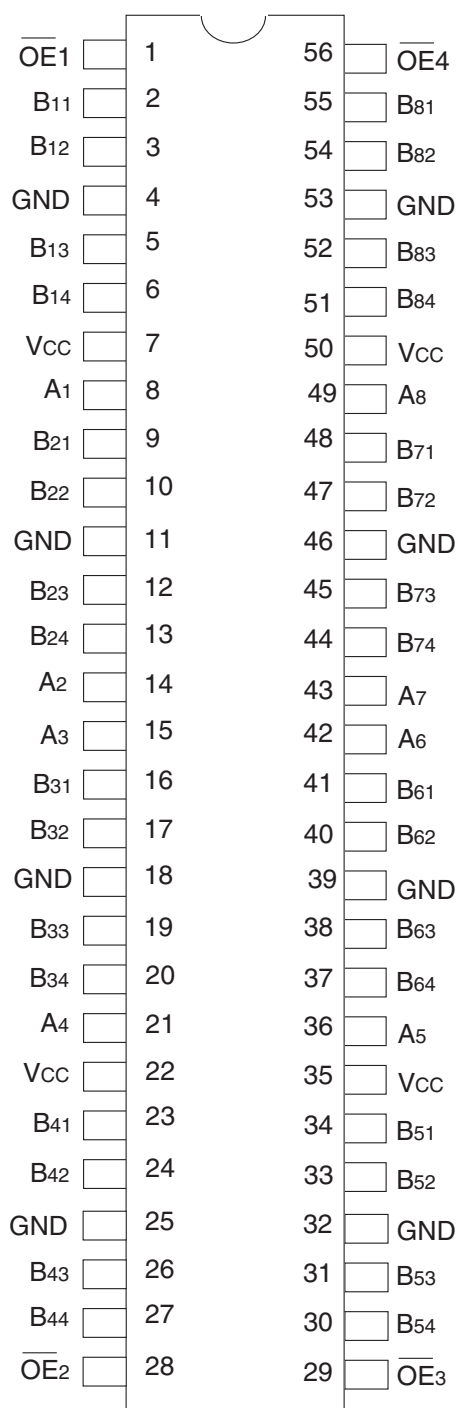 OE1 1 56 OE4
B11 2 55 B81
B12 3 54 B82
GND 4 53 GND
B13 5 52 B83
B14 6 51 B84
VCC 7 50 VCC
A1 8 49 A8
B21 9 48 B71
B22 10 47 B72
GND 11 46 GND
B23 12 45 B73
B24 13 44 B74
A2 14 43 A7
A3 15 42 A6
B31 16 41 B61
B32 17 40 B62
GND 18 39 GND
B33 19 38 B63
B34 20 37 B64
A4 21 36 A5
VCC 22 35 VCC
B41 23 34 B51
B42 24 33 B52
GND 25 32 GND
B43 26 31 B53
B44 27 30 B54
OE2 28 29 OE3